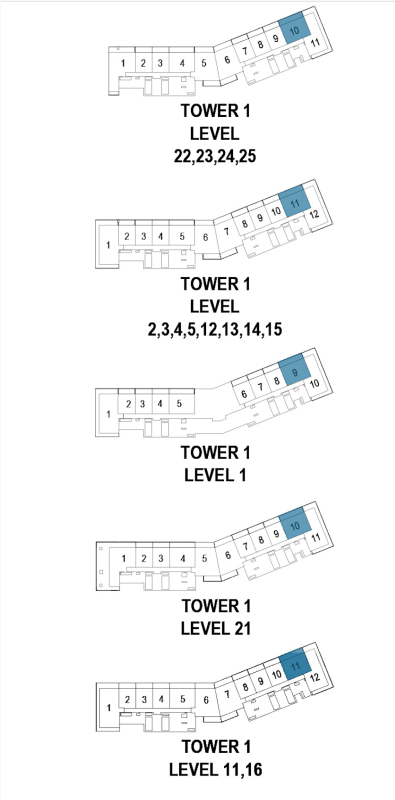 1 2 3 4 5 6 7 8 9 10 11
TOWER 1
LEVEL
22,23,24,25
1 2 3 4 5 6 7 8 9 10 11 12
TOWER 1
LEVEL
2,3,4,5,12,13,14,15
1 2 3 4 5 6 7 8 9 10
TOWER 1
LEVEL 1
1 2 3 4 5 6 7 8 9 10 11
TOWER 1
LEVEL 21
1 2 3 4 5 6 7 8 9 10 11 12
TOWER 1
LEVEL 11,16